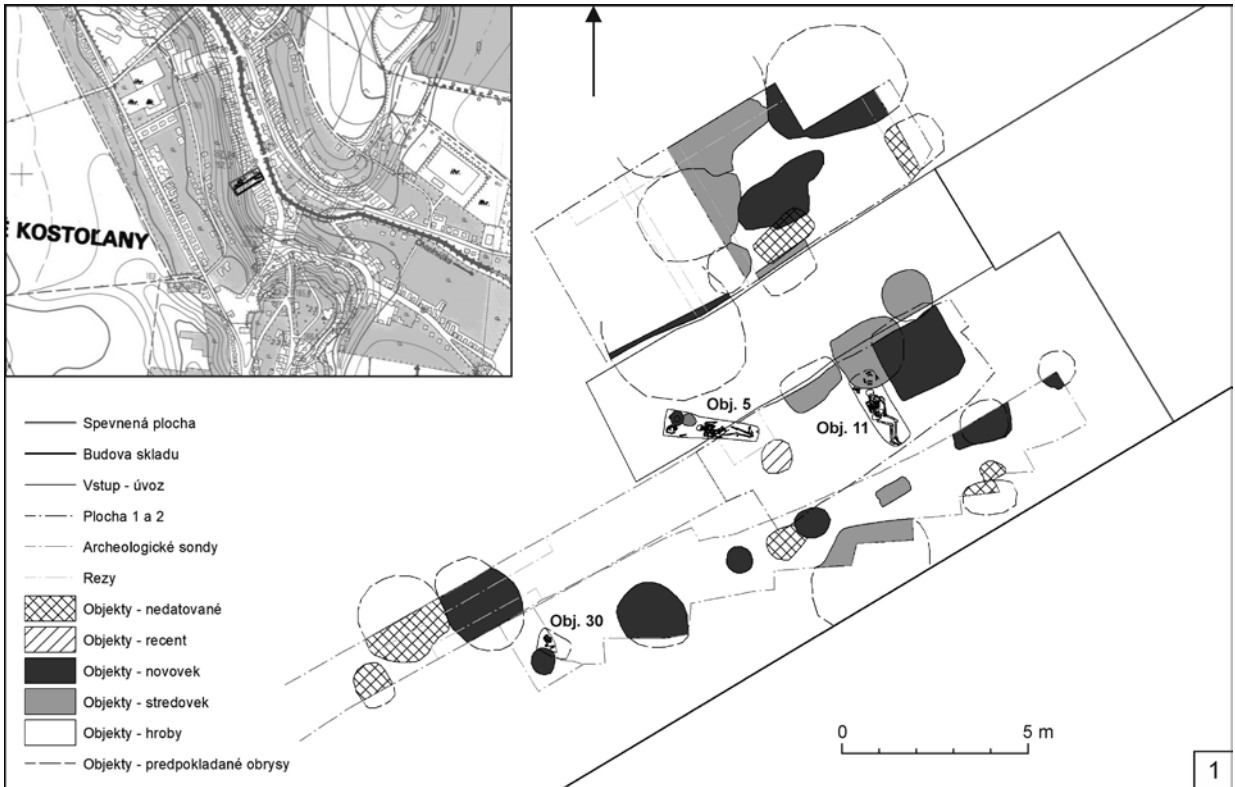 É KOSTOĽANY
Obj. 5
Obj. 11
Obj. 30
Spevnená plocha
Budova skladu
Vstup - úvoz
Plocha 1 a 2
Archeologické sondy
Rezy
Objekty - nedatované
Objekty - recent
Objekty - novovek
Objekty - stredovek
Objekty - hroby
Objekty - predpokladané obrysy
0 5 m
1